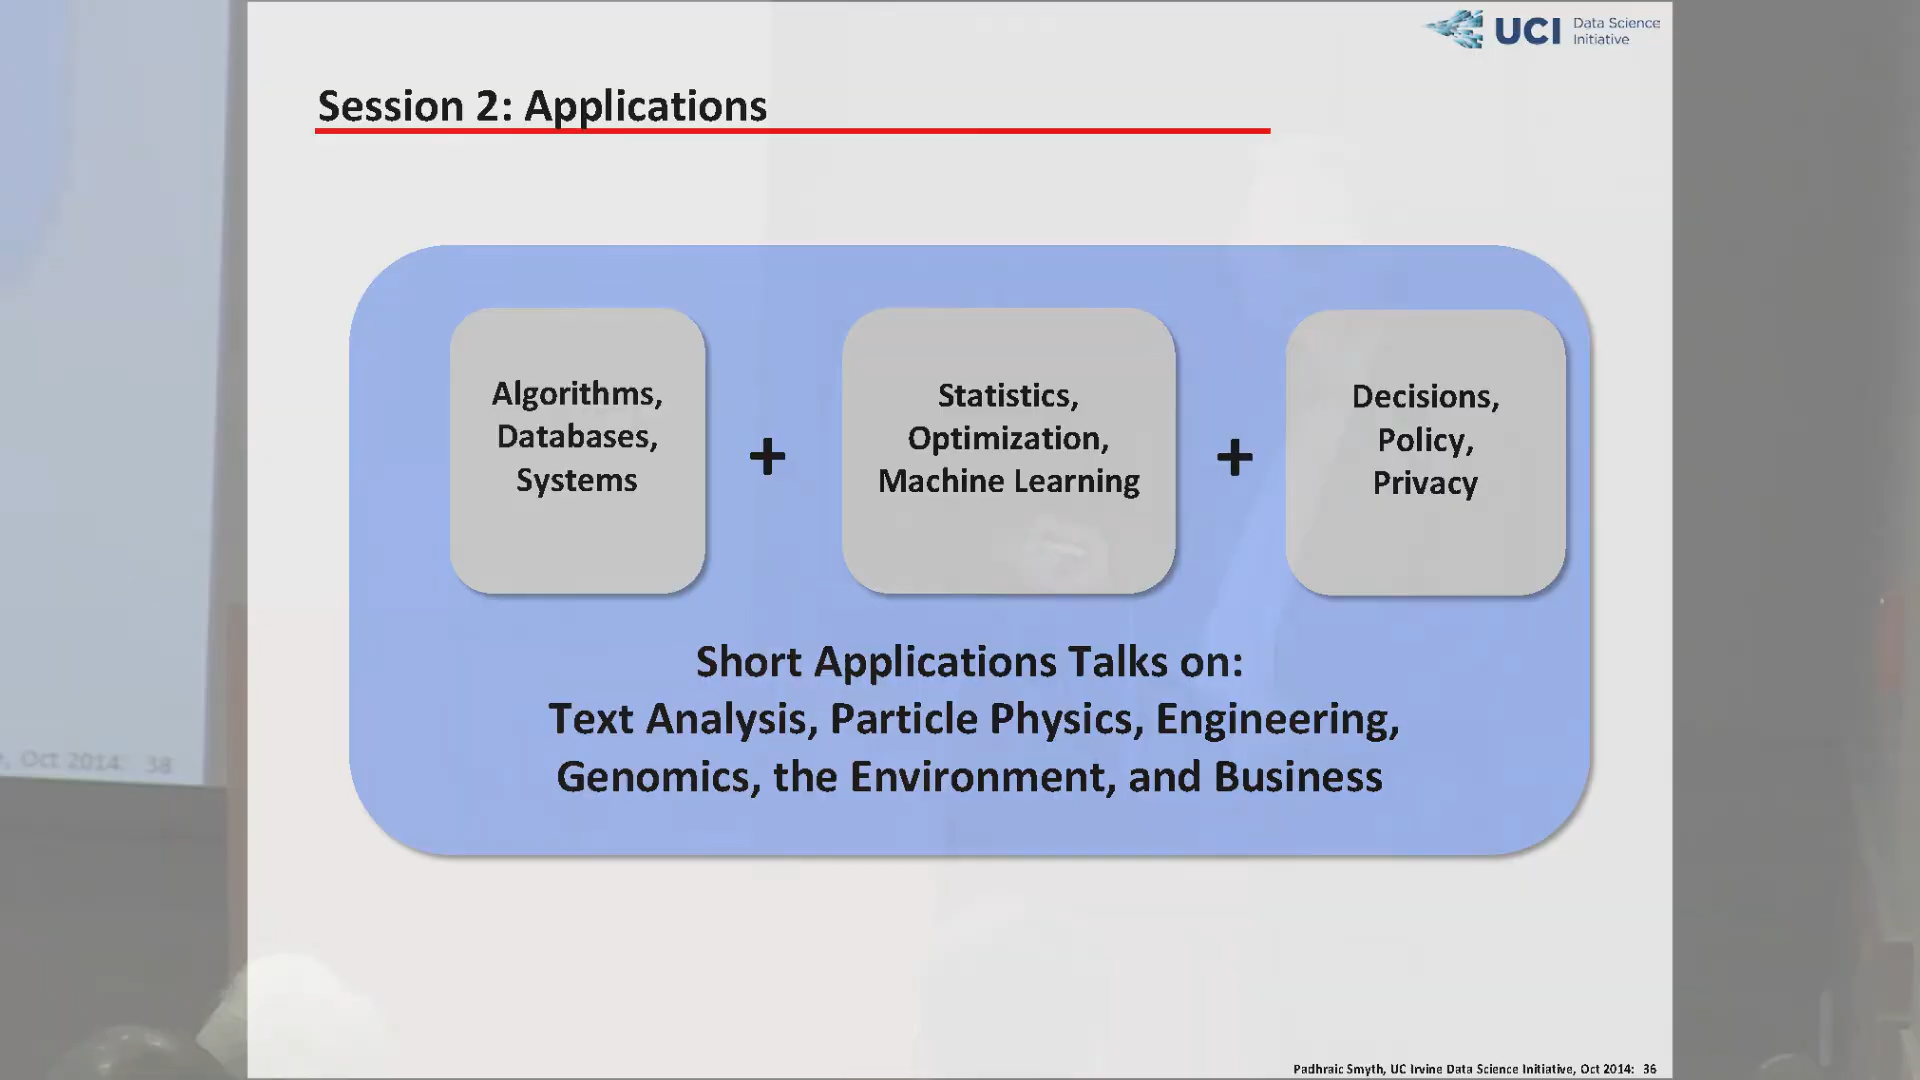 UCI Data Science
Initiative
Session 2: Applications
Algorithms,
Databases,
Systems
+
Statistics,
Optimization,
Machine Learning
+
Decisions,
Policy,
Privacy
Short Applications Talks on:
Text Analysis, Particle Physics, Engineering,
Genomics, the Environment, and Business
, Oct 2014: 38
Padhraic Smyth, UC Irvine Data Science Initiative, Oct 2014: 36